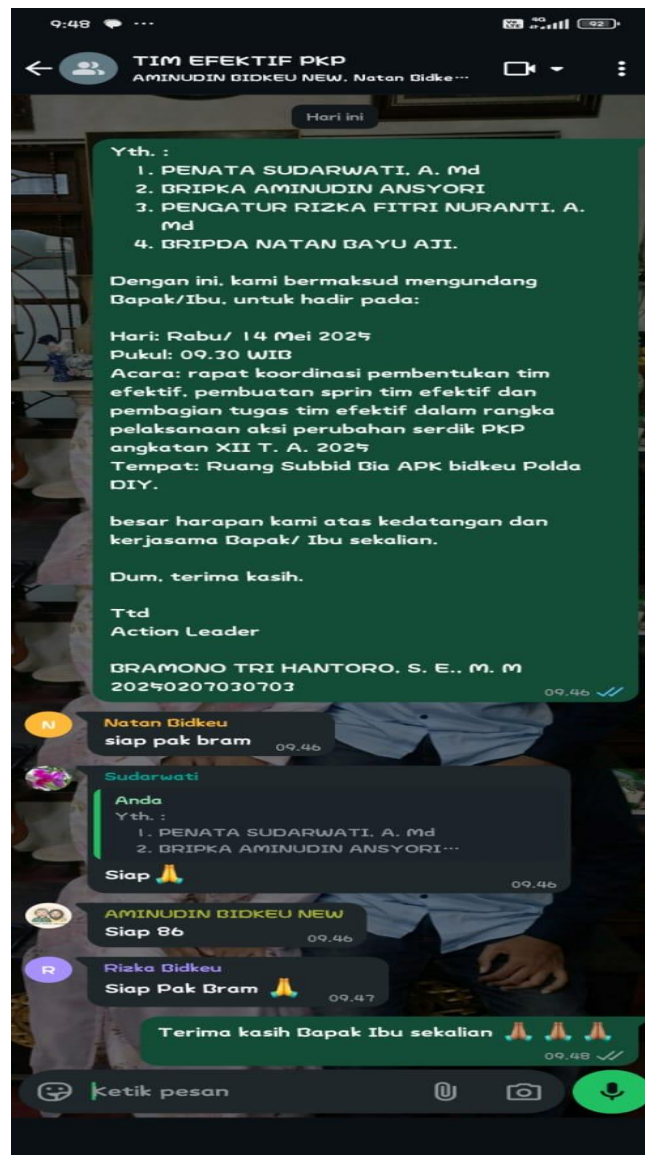 9:48
4G
92
TIM EFEKTIF PKP
AMINUDIN BIDKEU NEW, Natan Bidke...
Hari ini
Yth. :
1. PENATA SUDARWATI, A. Md
2. BRIPKA AMINUDIN ANSYORI
3. PENGATUR RIZKA FITRI NURANTI, A.
Md
4. BRIPDA NATAN BAYU AJI.
Dengan ini, kami bermaksud mengundang
Bapak/Ibu, untuk hadir pada:
Hari: Rabu/ 14 Mei 2025
Pukul: 09.30 WIB
Acara: rapat koordinasi pembentukan tim
efektif, pembuatan sprin tim efektif dan
pembagian tugas tim efektif dalam rangka
pelaksanaan aksi perubahan serdik PKP
angkatan XII T. A. 2025
Tempat: Ruang Subbid Bia APK bidkeu Polda
DIY.
besar harapan kami atas kedatangan dan
kerjasama Bapak/ Ibu sekalian.
Dum, terima kasih.
Ttd
Action Leader
BRAMONO TRI HANTORO, S. E., M. M
20250207030703
09.46
N
Natan Bidkeu
siap pak bram
09.46
Sudarwati
Anda
Yth. :
1. PENATA SUDARWATI, A. Md
2. BRIPKA AMINUDIN ANSYORI...
Siap 🙏
09.46
AMINUDIN BIDKEU NEW
Siap 86
09.46
R
Rizka Bidkeu
Siap Pak Bram 🙏
09.47
Terima kasih Bapak Ibu sekalian 🙏 🙏 🙏
09.48
Ketik pesan